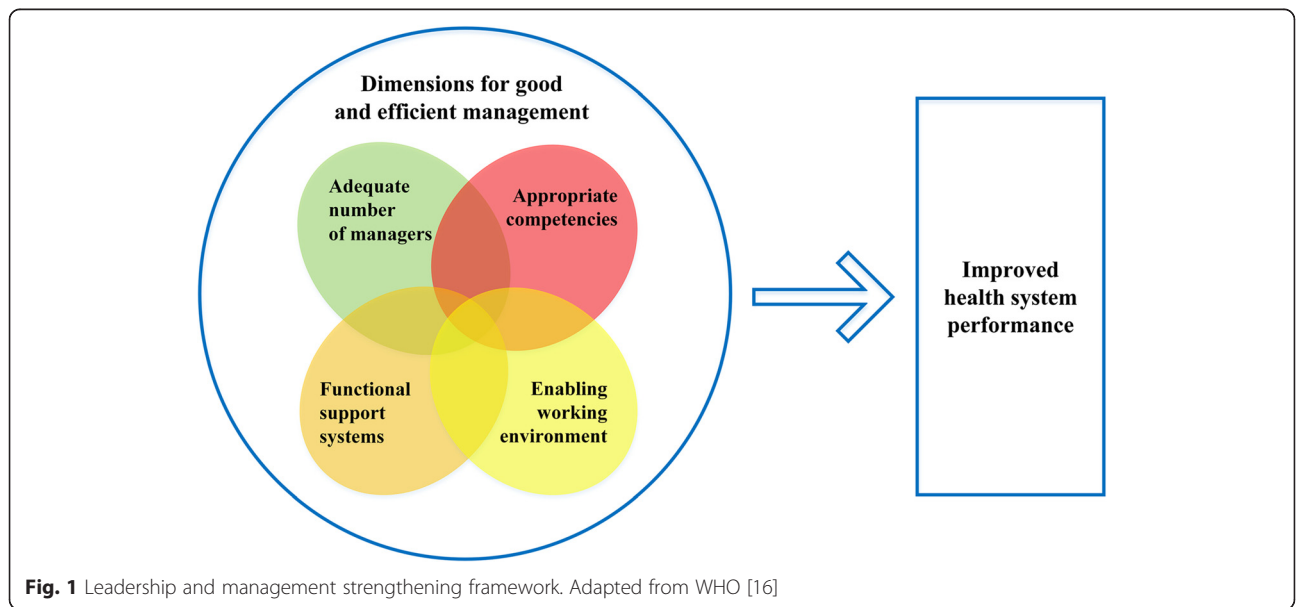 Dimensions for good
and efficient management
Adequate
number
of managers
Appropriate
competencies
Functional
support
systems
Enabling
working
environment
Improved
health system
performance
Fig. 1 Leadership and management strengthening framework. Adapted from WHO [16]